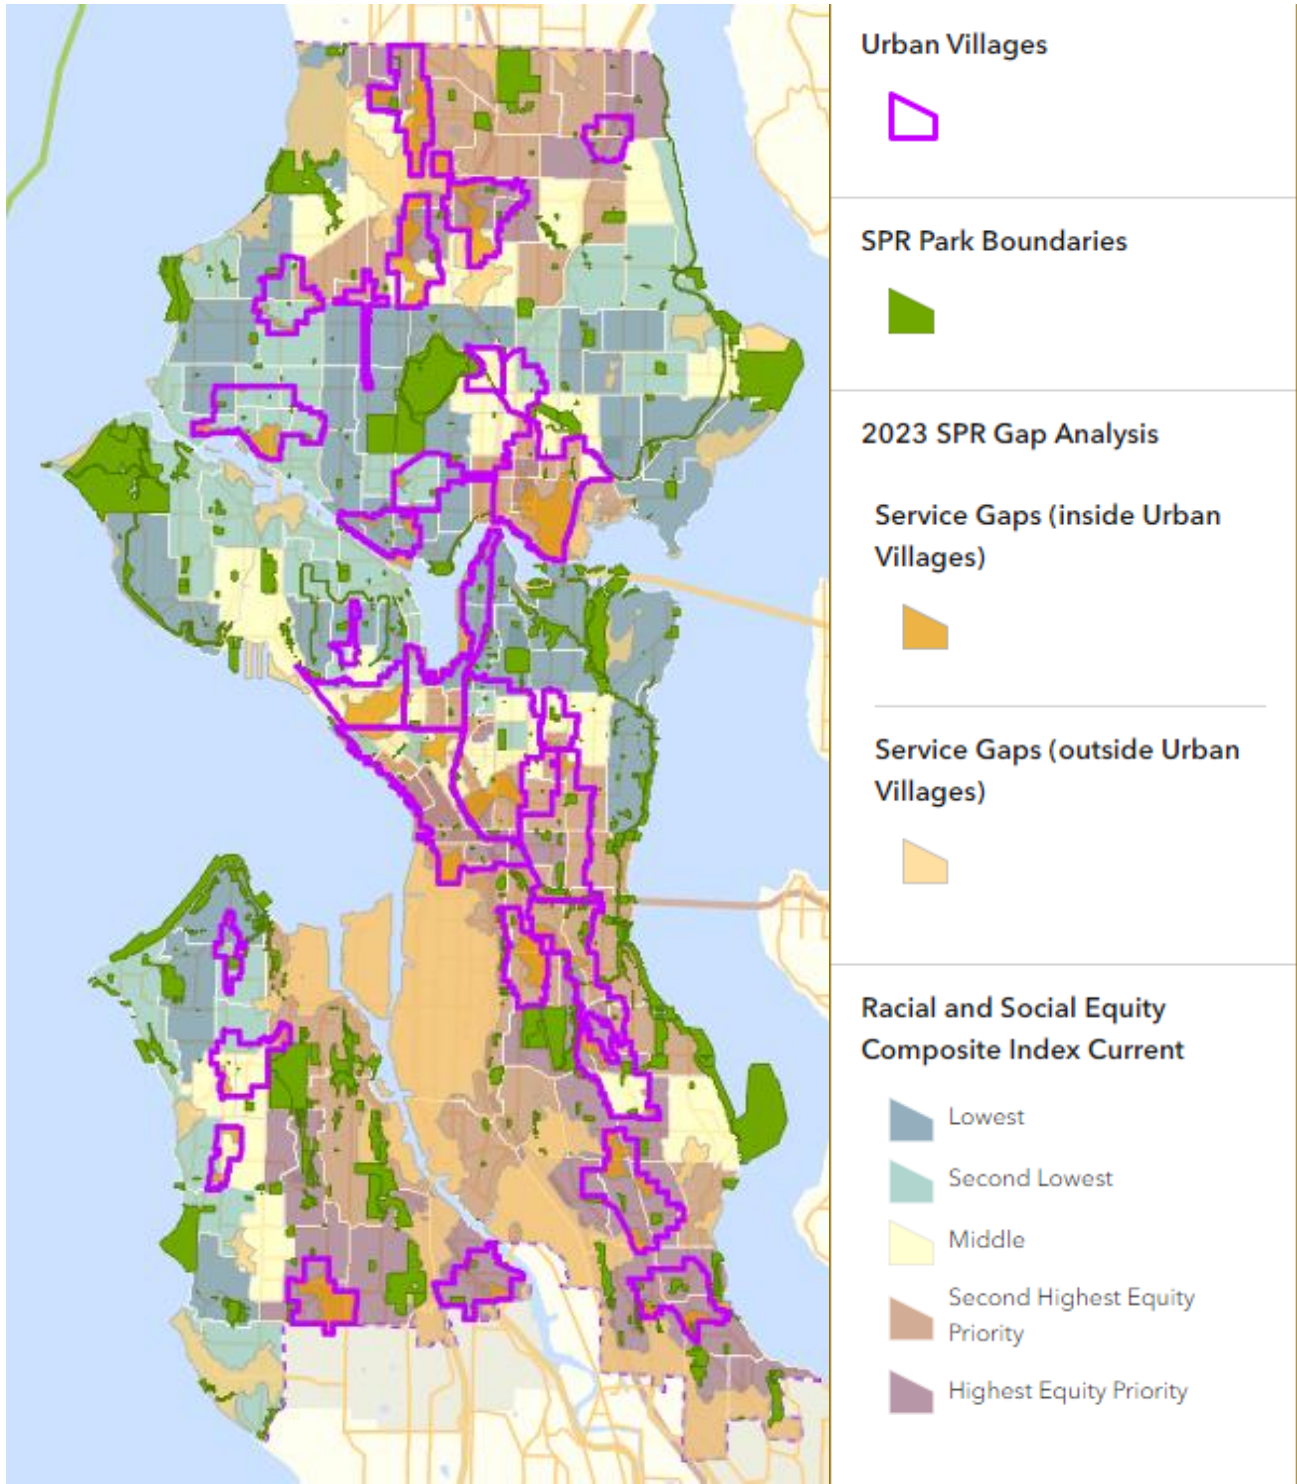 Urban Villages
SPR Park Boundaries
2023 SPR Gap Analysis
Service Gaps (inside Urban
Villages)
Service Gaps (outside Urban
Villages)
Racial and Social Equity
Composite Index Current
Lowest
Second Lowest
Middle
Second Highest Equity
Priority
Highest Equity Priority